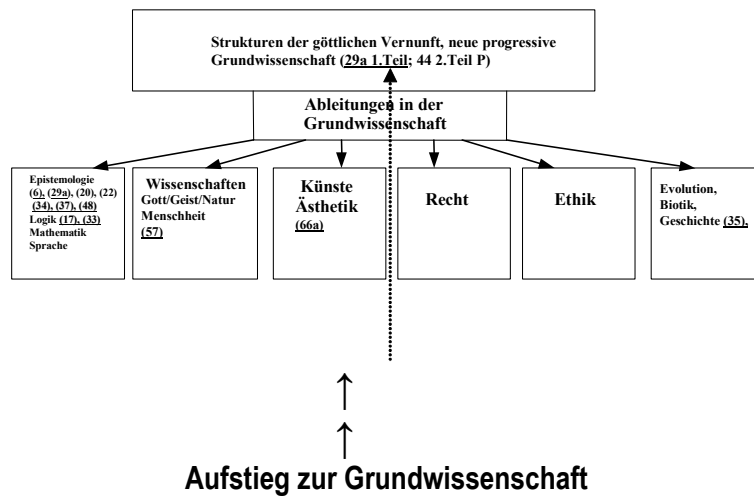 Strukturen der göttlichen Vernunft, neue progressive
Grundwissenschaft (29a 1.Teil; 44 2.Teil P)
Ableitungen in der
Grundwissenschaft
Epistemologie
(6), (29a), (20), (22)
(34), (37), (48)
Logik (17), (33)
Mathematik
Sprache
Wissenschaften
Gott/Geist/Natur
Menschheit
(57)
Künste
Ästhetik
(66a)
Recht
Ethik
Evolution,
Biotik,
Geschichte (35),
Aufstieg zur Grundwissenschaft